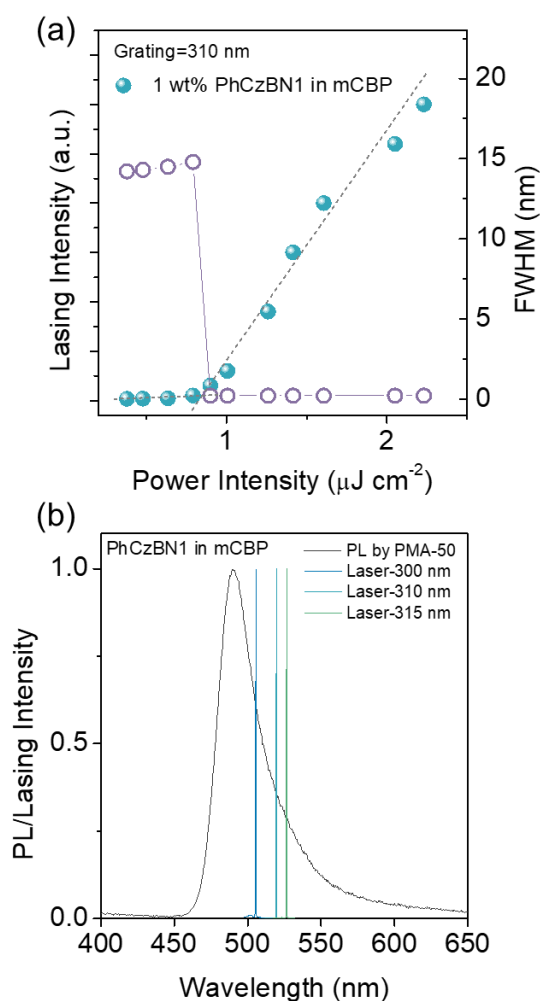 (a)
Grating=310 nm
1 wt% PhCzBN1 in mCBP
Lasing Intensity (a.u.)
20
15
10
5
0
FWHM (nm)
1
2
Power Intensity (μJ cm-2)
(b)
PhCzBN1 in mCBP
PL by PMA-50
Laser-300 nm
Laser-310 nm
Laser-315 nm
PL/Lasing Intensity
1.0
0.5
0.0
400 450 500 550 600 650
Wavelength (nm)